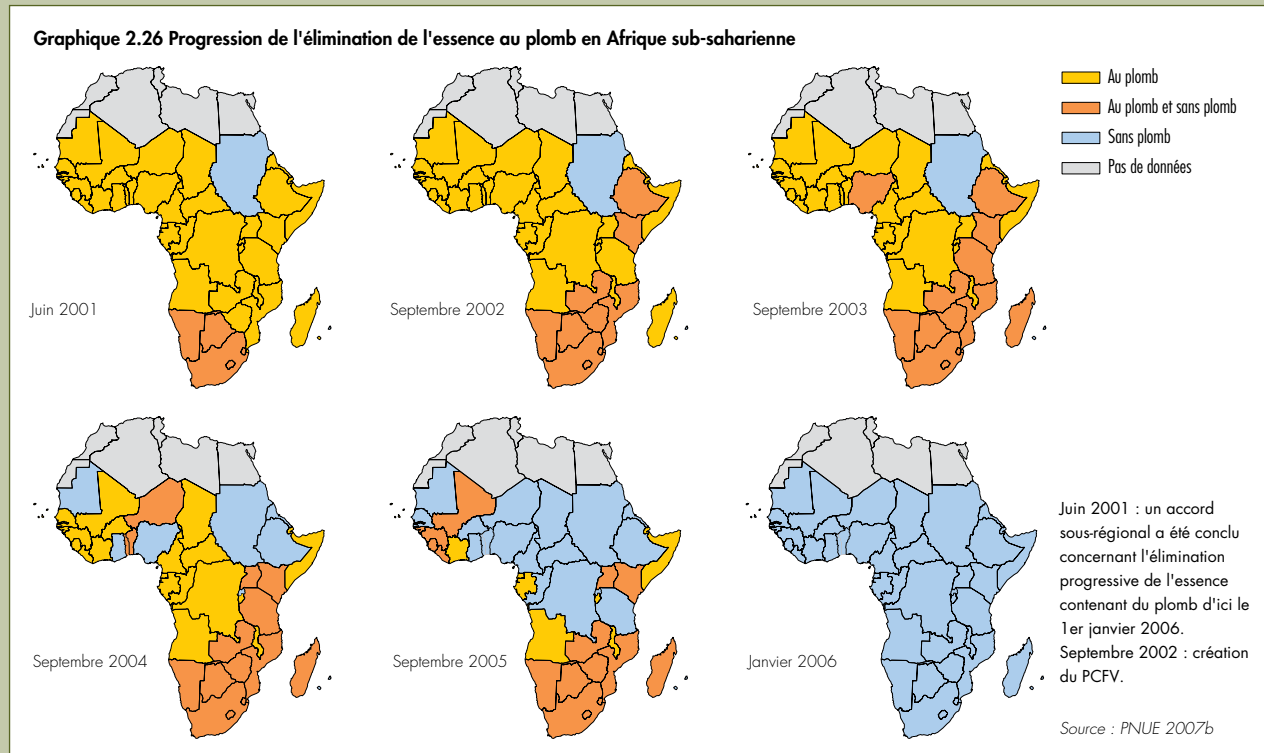 Graphique 2.26 Progression de l'élimination de l'essence au plomb en Afrique sub-saharienne
Au plomb
Au plomb et sans plomb
Sans plomb
Pas de données
Juin 2001
Septembre 2002
Septembre 2003
Septembre 2004
Septembre 2005
Janvier 2006
Juin 2001 : un accord
sous-régional a été conclu
concernant l'élimination
progressive de l'essence
contenant du plomb d'ici le
1er janvier 2006.
Septembre 2002 : création
du PCFV.
Source : PNUE 2007b